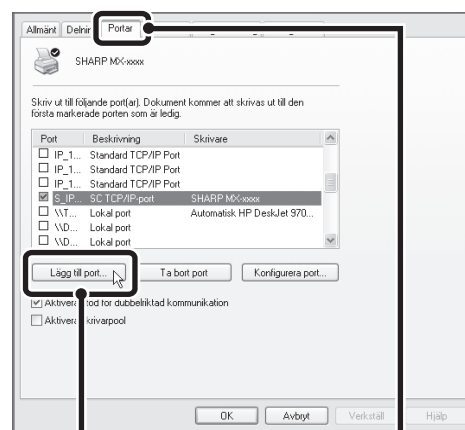 Allmänt Delnin Portar
SHARP MX-xxxx
Skriv ut till följande port(ar). Dokument kommer att skrivas ut till den
första markerade porten som är ledig.
Port Beskrivning Skrivare
IP_1... Standard TCP/IP Port
IP_1... Standard TCP/IP Port
IP_1... Standard TCP/IP Port
S_IP... SC TCP/IP-port SHARP MX-xxxx
\\T... Lokal port Automatisk HP DeskJet 970...
\\D... Lokal port
\\D... Lokal port
Lägg till port... Ta bort port Konfigurera port...
Aktivera töd för dubbelriktad kommunikation
Aktivera krivarpool
OK Avbryt Verkställ Hjälp